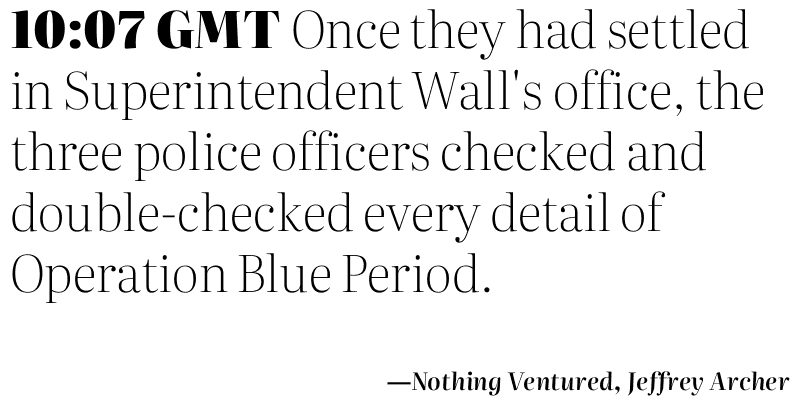 10:07 GMT Once they had settled
in Superintendent Wall's office, the
three police officers checked and
double-checked every detail of
Operation Blue Period.
—Nothing Ventured, Jeffrey Archer